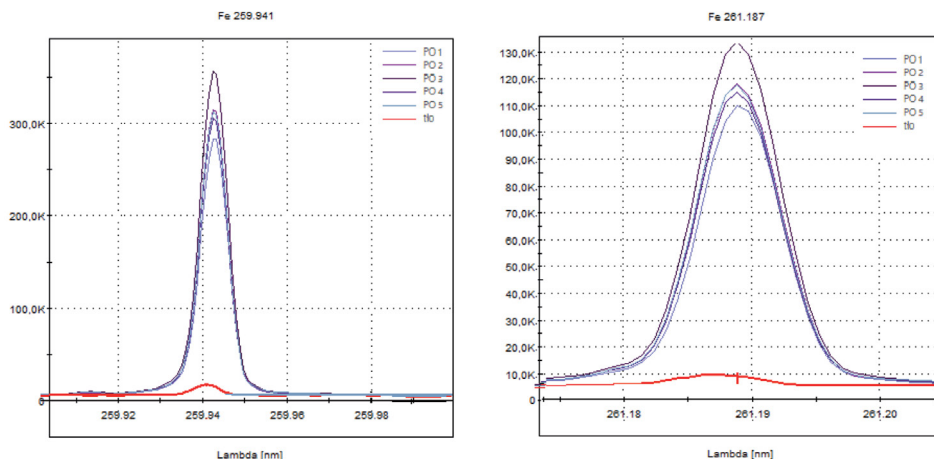 Fe 259.941
PO 1
PO 2
PO 3
PO 4
PO 5
tło
300,0K
200,0K
100,0K
0
259.92
259.94
259.96
259.98
Lambda [nm]
Fe 261.187
PO 1
PO 2
PO 3
PO 4
PO 5
tło
130,0K
120,0K
110,0K
100,0K
90,0K
80,0K
70,0K
60,0K
50,0K
40,0K
30,0K
20,0K
10,0K
0
261.18
261.19
261.20
Lambda [nm]